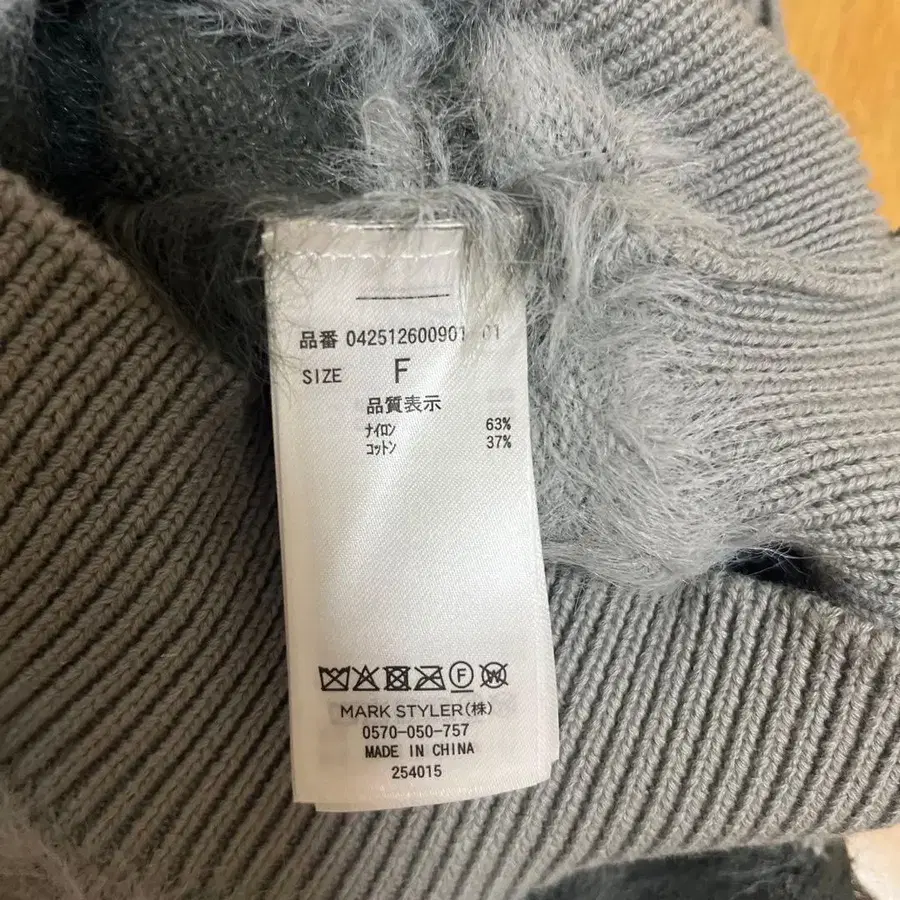 品番 042512600901 01
SIZE F
品質表示
ナイロン 63%
コットン 37%
F W
MARK STYLER(株)
0570-050-757
MADE IN CHINA
254015